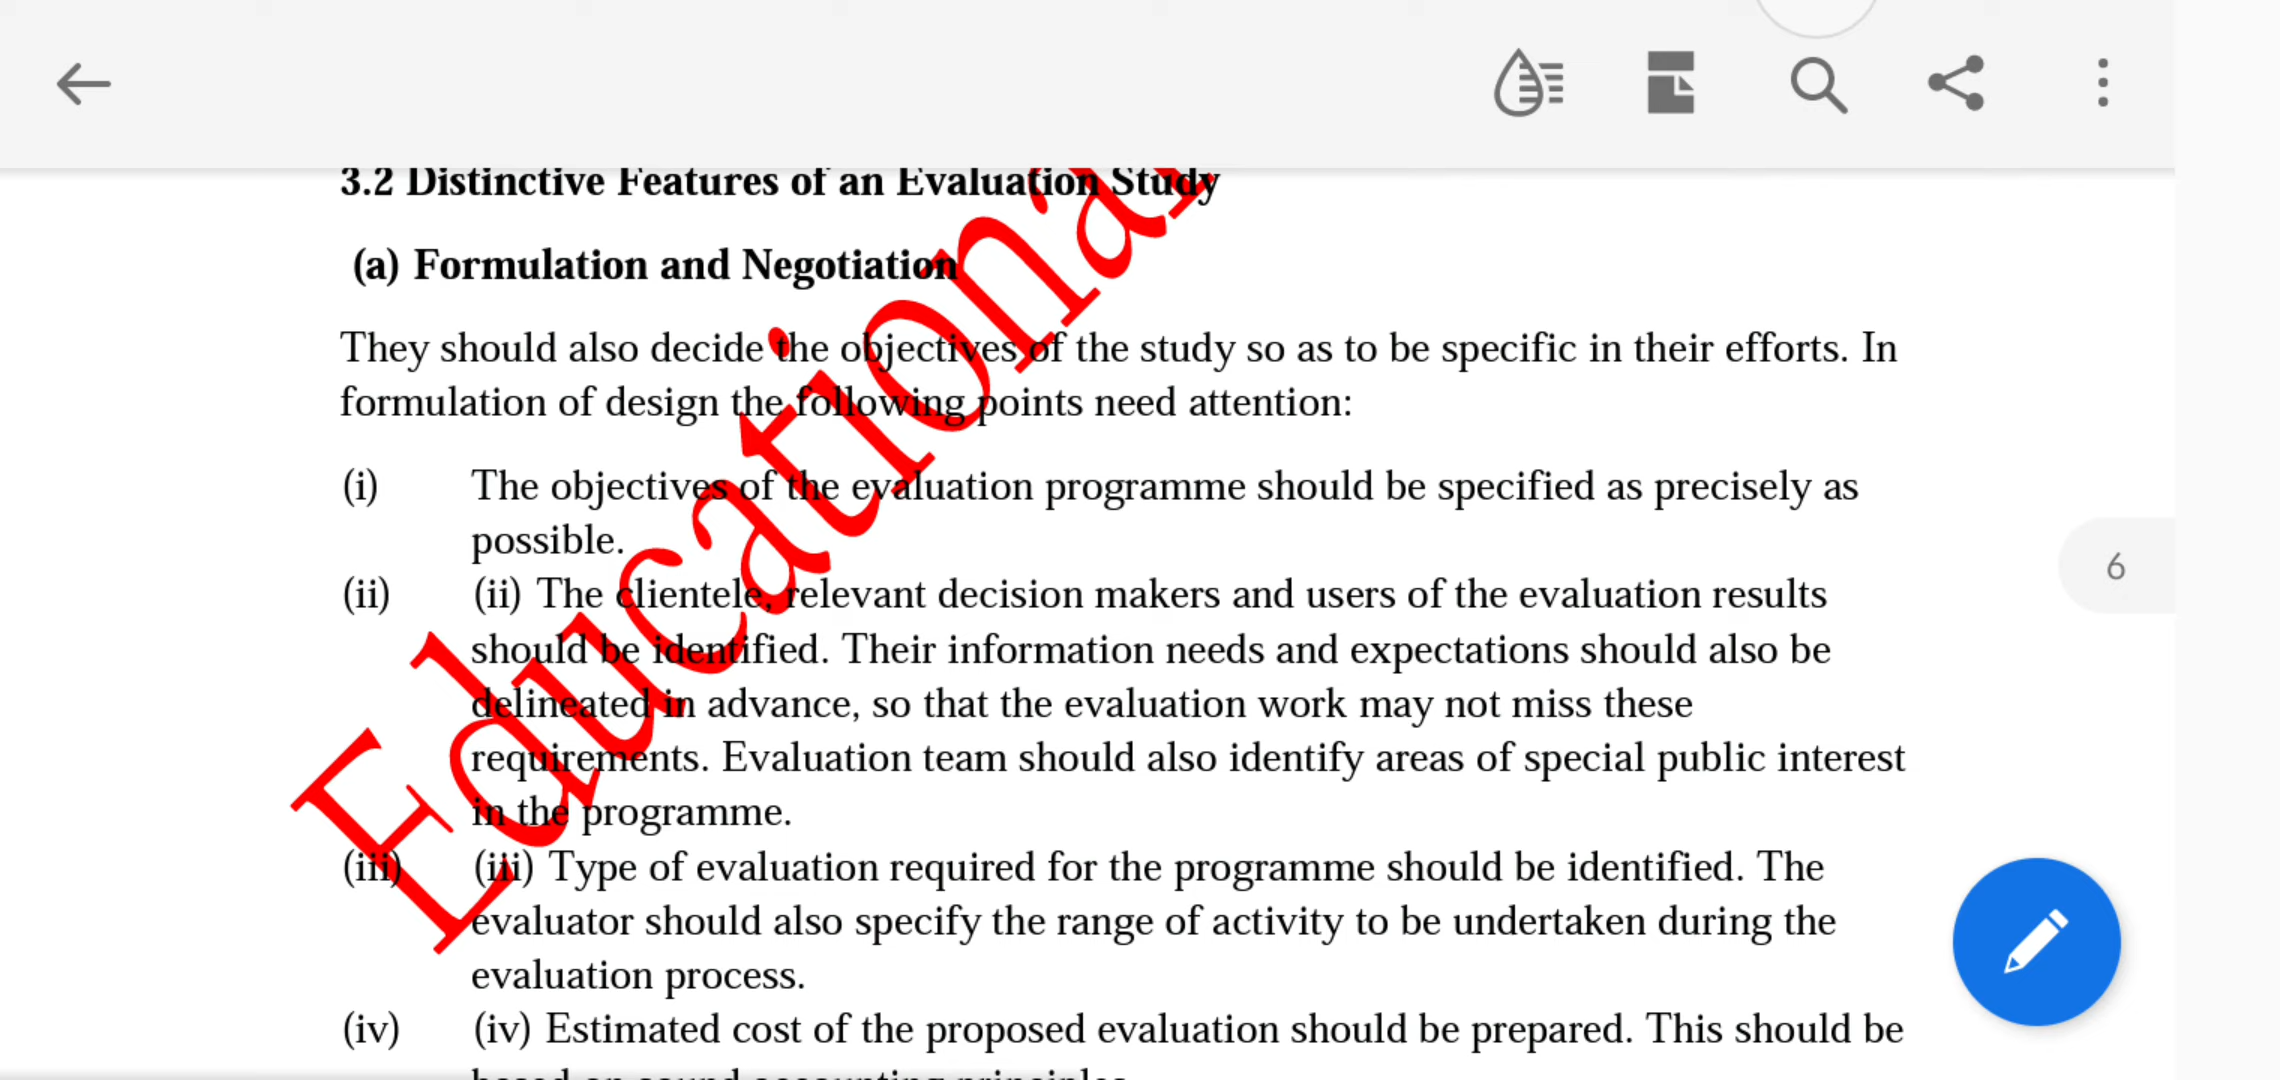 3.2 Distinctive Features of an Evaluation Study
(a) Formulation and Negotiation
They should also decide the objectives of the study so as to be specific in their efforts. In
formulation of design the following points need attention:
(i) The objectives of the evaluation programme should be specified as precisely as
possible.
(ii) (ii) The clientele, relevant decision makers and users of the evaluation results
should be identified. Their information needs and expectations should also be
delineated in advance, so that the evaluation work may not miss these
requirements. Evaluation team should also identify areas of special public interest
in the programme.
6
(iii) (iii) Type of evaluation required for the programme should be identified. The
evaluator should also specify the range of activity to be undertaken during the
evaluation process.
(iv) (iv) Estimated cost of the proposed evaluation should be prepared. This should be
based on sound accounting principles
Educational